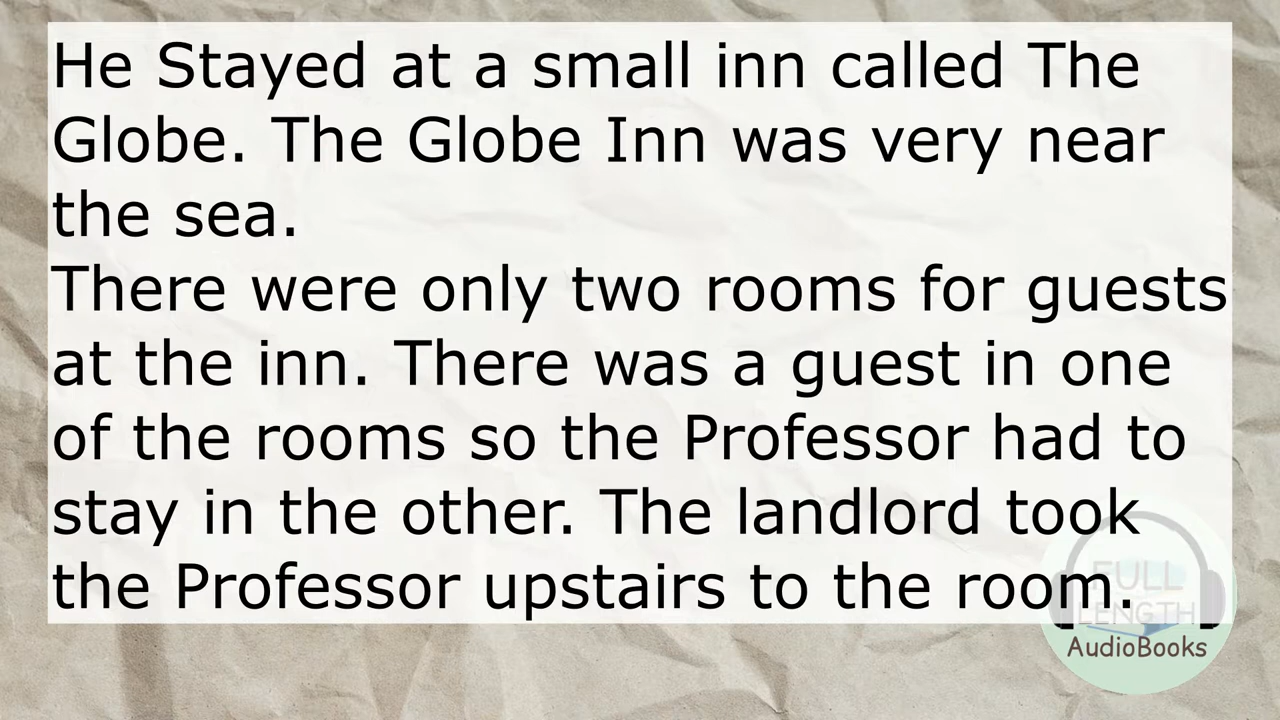 He Stayed at a small inn called The
Globe. The Globe Inn was very near
the sea.
There were only two rooms for guests
at the inn. There was a guest in one
of the rooms so the Professor had to
stay in the other. The landlord took
the Professor upstairs to the room.
FULL
LENGTH
AudioBooks